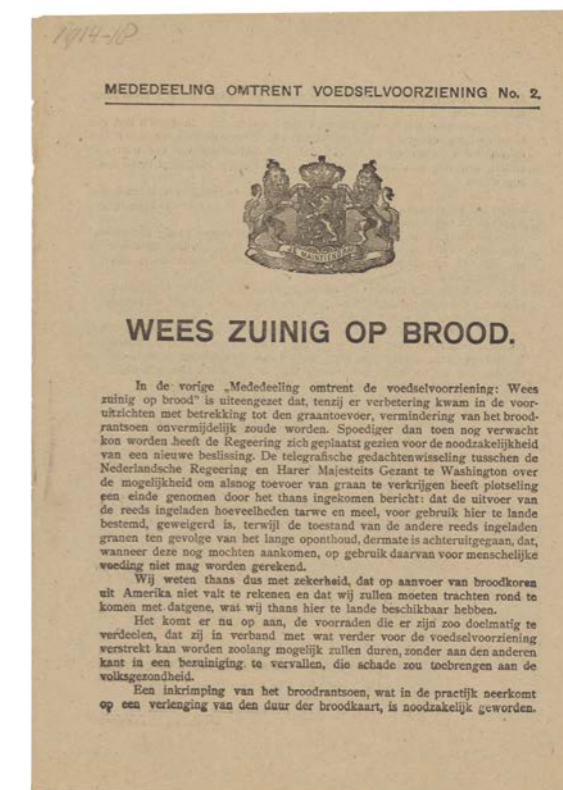 1914-18
MEDEDEELING OMTRENT VOEDSELVOORZIENING No. 2.
JE MAINTIENDRAI
WEES ZUINIG OP BROOD.
In de vorige „Mededeeling omtrent de voedselvoorziening: Wees
zuinig op brood” is uiteengezet dat, tenzij er verbetering kwam in de voor-
uitzichten met betrekking tot den graantoevoer, vermindering van het brood-
rantsoen onvermijdelijk zoude worden. Spoediger dan toen nog verwacht
kon worden heeft de Regeering zich geplaatst gezien voor de noodzakelijkheid
van een nieuwe beslissing. De telegrafische gedachtenwisseling tusschen de
Nederlandsche Regeering en Harer Majesteits Gezant te Washington over
de mogelijkheid om alsnog toevoer van graan te verkrijgen heeft plotseling
een einde genomen door het thans ingekomen bericht: dat de uitvoer van
de reeds ingeladen hoeveelheden tarwe en meel, voor gebruik hier te lande
bestemd, geweigerd is, terwijl de toestand van de andere reeds ingeladen
granen ten gevolge van het lange oponthoud, dermate is achteruitgegaan, dat,
wanneer deze nog mochten aankomen, op gebruik daarvan voor menschelijke
voeding niet mag worden gerekend.
Wij weten thans dus met zekerheid, dat op aanvoer van broodkoren
uit Amerika niet valt te rekenen en dat wij zullen moeten trachten rond te
komen met datgene, wat wij thans hier te lande beschikbaar hebben.
Het komt er nu op aan, de voorraden die er zijn zoo doelmatig te
verdeelen, dat zij in verband met wat verder voor de voedselvoorziening
verstrekt kan worden zoolang mogelijk zullen duren, zonder aan den anderen
kant in een bezuiniging te vervallen, die schade zou toebrengen aan de
volksgezondheid.
Een inkrimping van het broodrantsoen, wat in de practijk neerkomt
op een verlenging van den duur der broodkaart, is noodzakelijk geworden.